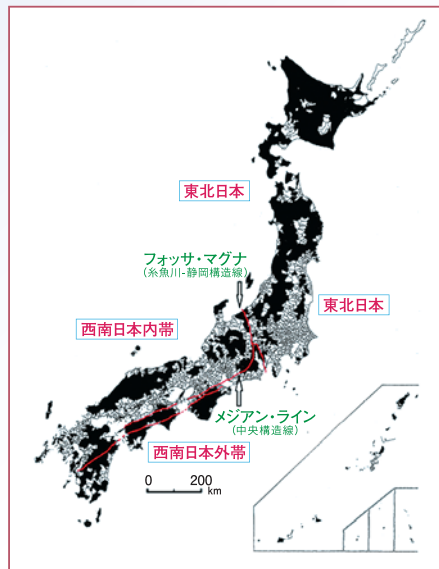 東北日本
フォッサ・マグナ
(糸魚川-静岡構造線)
東北日本
西南日本内帯
メジアン・ライン
(中央構造線)
西南日本外帯
0 200
km